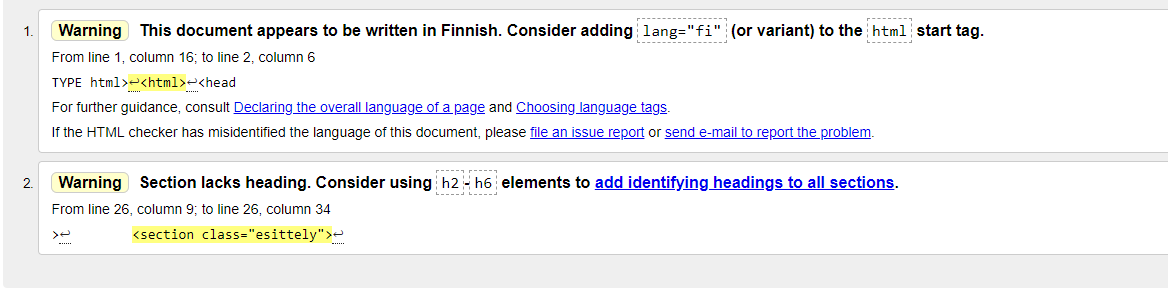 1. Warning This document appears to be written in Finnish. Consider adding lang="fi" (or variant) to the html start tag.
From line 1, column 16; to line 2, column 6
TYPE html>↩<html>↩<head
For further guidance, consult Declaring the overall language of a page and Choosing language tags.
If the HTML checker has misidentified the language of this document, please file an issue report or send e-mail to report the problem.
2. Warning Section lacks heading. Consider using h2-h6 elements to add identifying headings to all sections.
From line 26, column 9; to line 26, column 34
>↩ <section class="esittely">↩